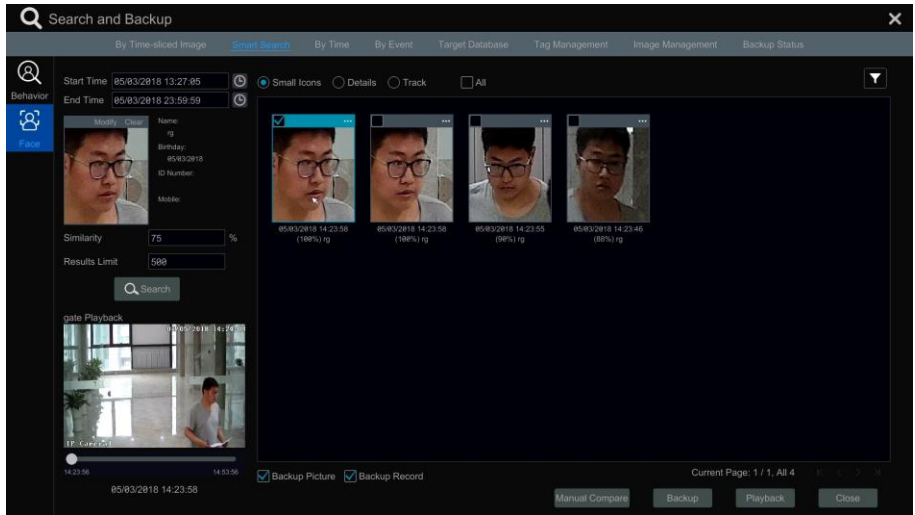 Search and Backup
By Time-sliced Image Smart Search By Time By Event Target Database Tag Management Image Management Backup Status
Behavior
Face
Start Time 05/03/2018 13:27:05
End Time 05/03/2018 23:59:59
Small Icons Details Track All
Modify Clear
Name:
rg
Birthday:
05/03/2018
ID Number:
Mobile:
Similarity 75 %
Results Limit 500
Search
gate Playback
IP Camera1
14:23:56 14:53:56
05/03/2018 14:23:58
05/03/2018 14:23:58
(100%) rg
05/03/2018 14:23:58
(100%) rg
05/03/2018 14:23:55
(90%) rg
05/03/2018 14:23:46
(88%) rg
Backup Picture Backup Record
Current Page: 1 / 1, All 4
Manual Compare Backup Playback Close